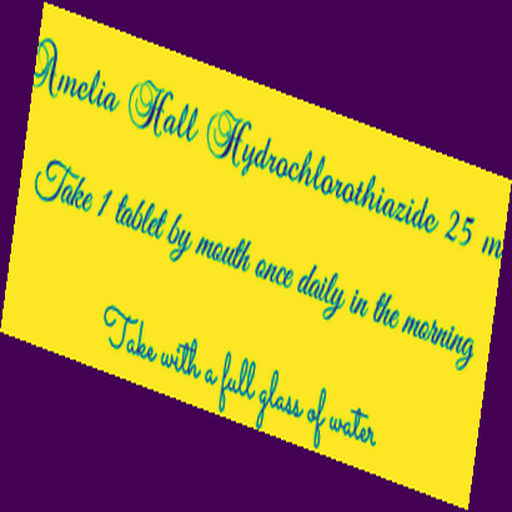 Amelia Hall Hydrochlorothiazide 25 m
Take 1 tablet by mouth once daily in the morning
Take with a full glass of water